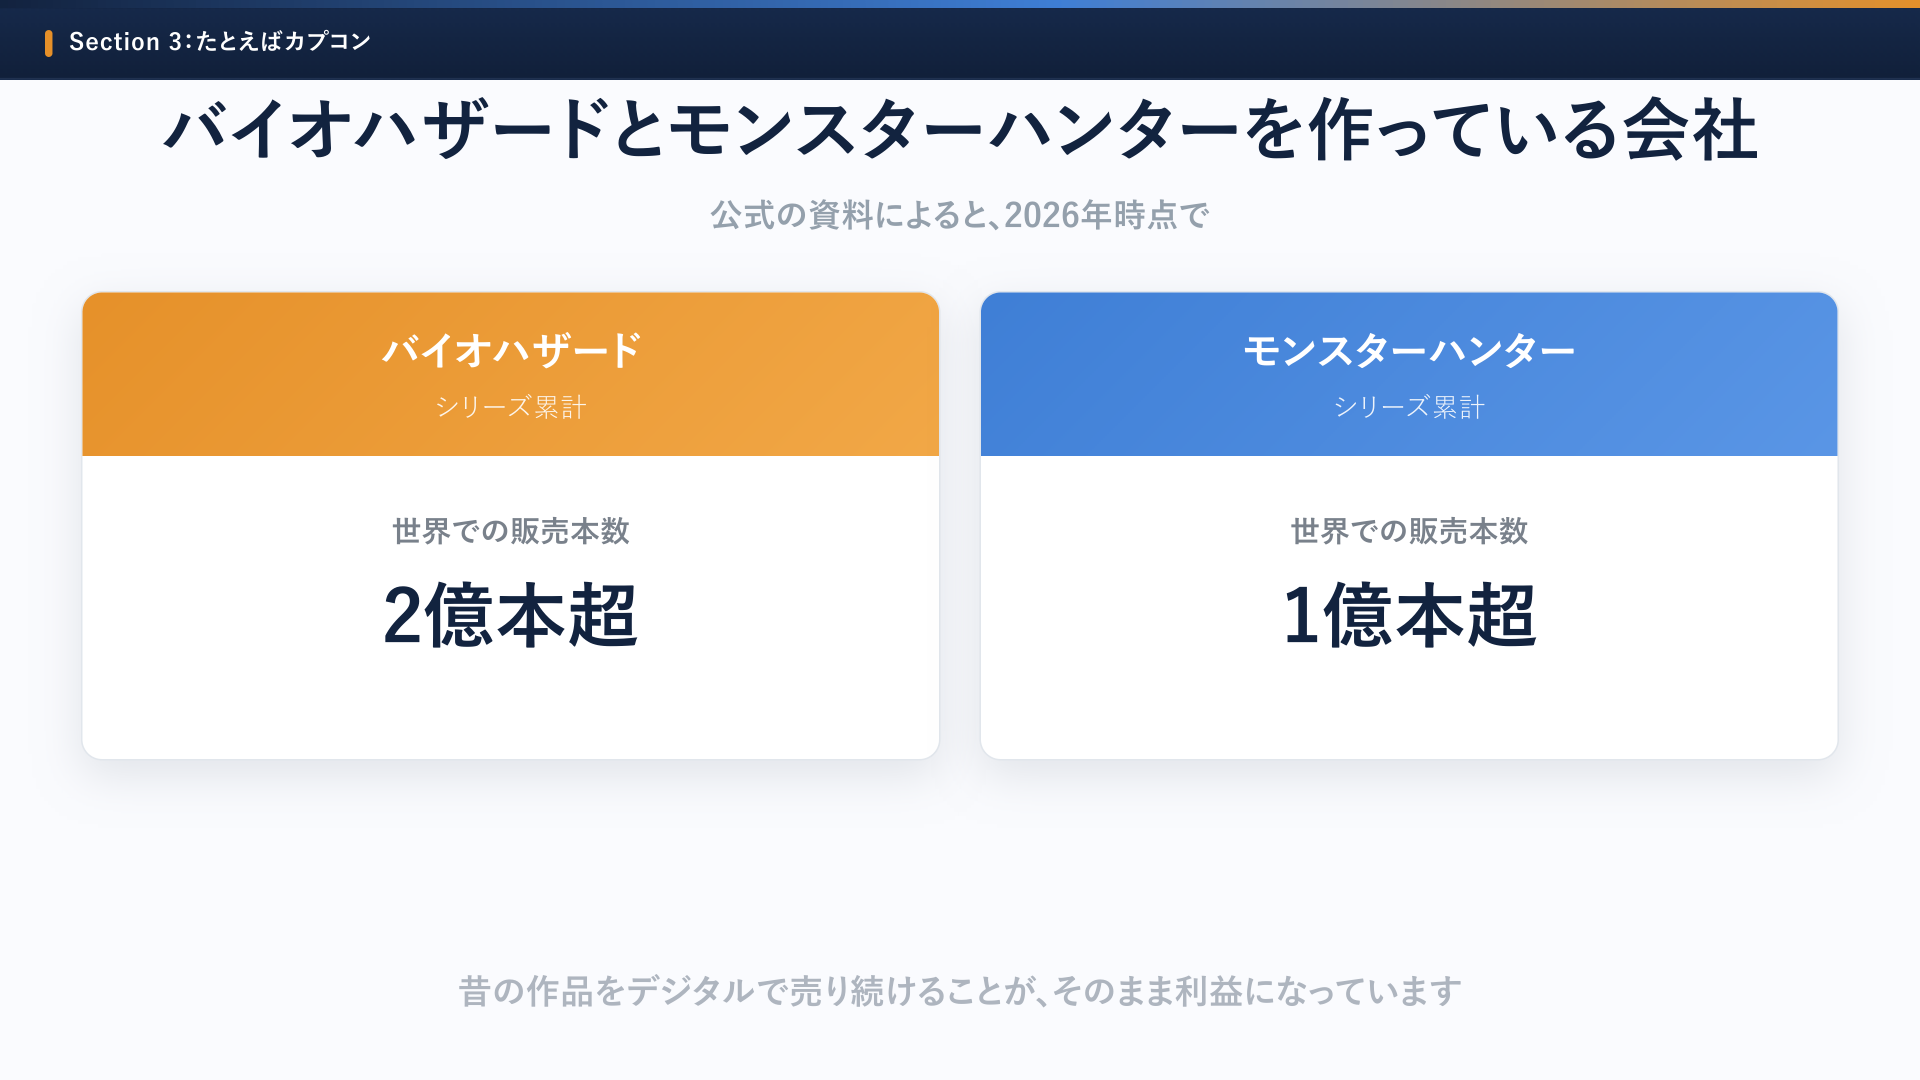 Section 3：たとえばカプコン
バイオハザードとモンスターハンターを作っている会社
公式の資料によると、2026年時点で
バイオハザード
シリーズ累計
世界での販売本数
2億本超
モンスターハンター
シリーズ累計
世界での販売本数
1億本超
昔の作品をデジタルで売り続けることが、そのまま利益になっています